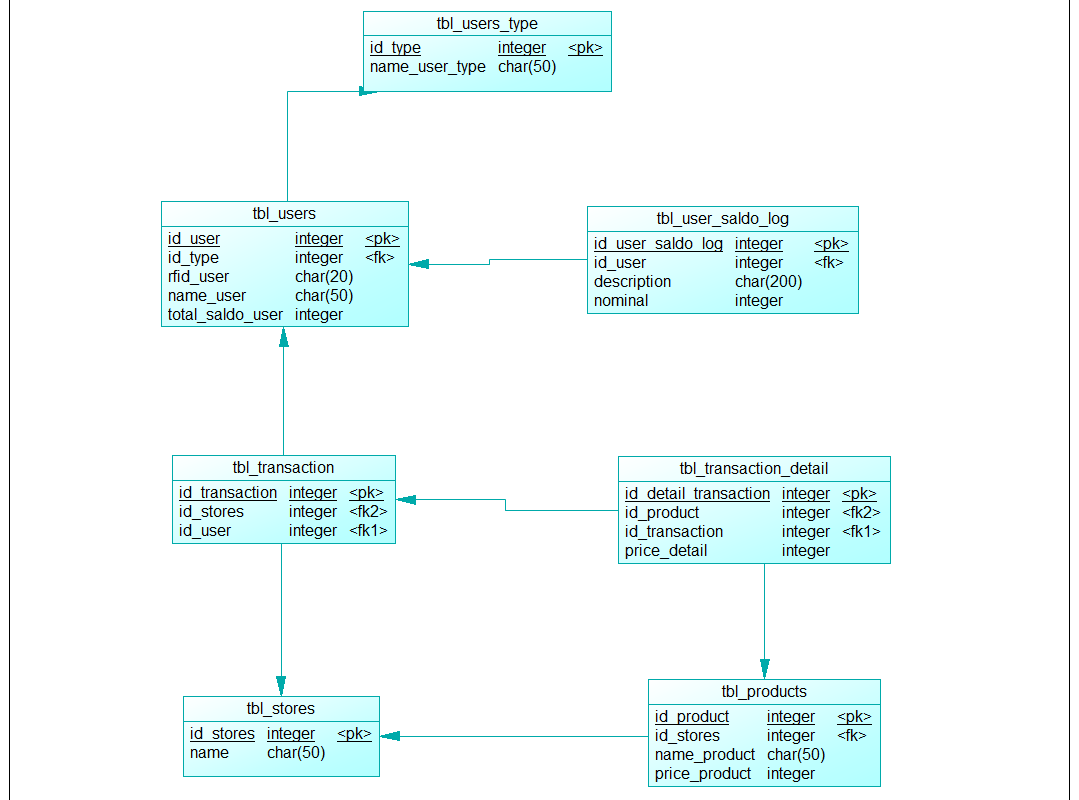 tbl_users_type
id_type integer <pk>
name_user_type char(50)
tbl_users
id_user integer <pk>
id_type integer <fk>
rfid_user char(20)
name_user char(50)
total_saldo_user integer
tbl_user_saldo_log
id_user_saldo_log integer <pk>
id_user integer <fk>
description char(200)
nominal integer
tbl_transaction
id_transaction integer <pk>
id_stores integer <fk2>
id_user integer <fk1>
tbl_transaction_detail
id_detail_transaction integer <pk>
id_product integer <fk2>
id_transaction integer <fk1>
price_detail integer
tbl_stores
id_stores integer <pk>
name char(50)
tbl_products
id_product integer <pk>
id_stores integer <fk>
name_product char(50)
price_product integer